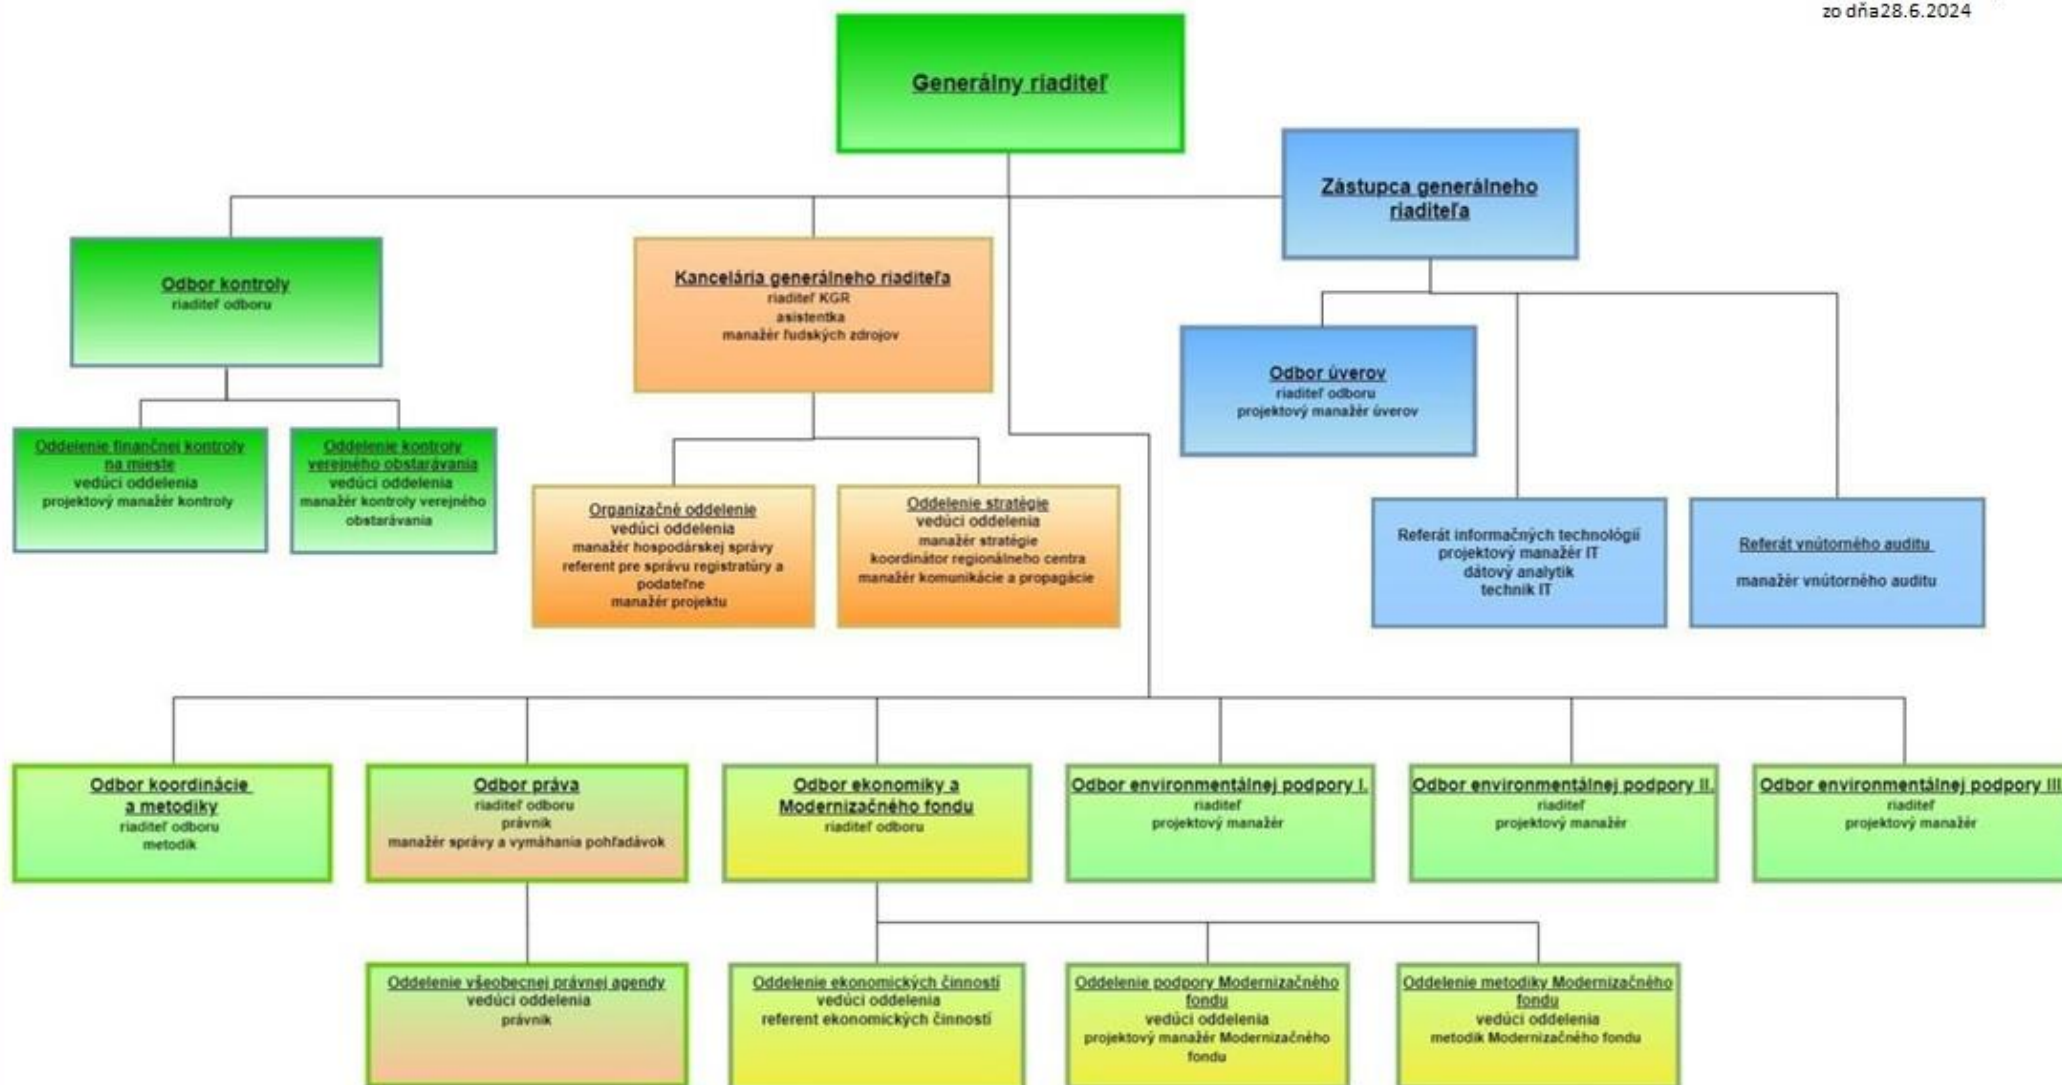 zo dňa28.6.2024
Generálny riaditeľ
Zástupca generálneho
riaditeľa
Odbor kontroly
riaditeľ odboru
Kancelária generálneho riaditeľa
riaditeľ KGR
asistentka
manažér ľudských zdrojov
Odbor úverov
riaditeľ odboru
projektový manažér úverov
Oddelenie finančnej kontroly
na mieste
vedúci oddelenia
projektový manažér kontroly
Oddelenie kontroly
verejného obstarávania
vedúci oddelenia
manažér kontroly verejného
obstarávania
Organizačné oddelenie
vedúci oddelenia
manažér hospodárskej správy
referent pre správu registratúry a
podateľne
manažér projektu
Oddelenie stratégie
vedúci oddelenia
manažér stratégie
koordinátor regionálneho centra
manažér komunikácie a propagácie
Referát informačných technológií
projektový manažér IT
dátový analytik
technik IT
Referát vnútorného auditu
manažér vnútorného auditu
Odbor koordinácie
a metodiky
riaditeľ odboru
metodik
Odbor práva
riaditeľ odboru
právnik
manažér správy a vymáhania pohľadávok
Odbor ekonomiky a
Modernizačného fondu
riaditeľ odboru
Odbor environmentálnej podpory I.
riaditeľ
projektový manažér
Odbor environmentálnej podpory II.
riaditeľ
projektový manažér
Odbor environmentálnej podpory III
riaditeľ
projektový manažér
Oddelenie všeobecnej právnej agendy
vedúci oddelenia
právnik
Oddelenie ekonomických činností
vedúci oddelenia
referent ekonomických činností
Oddelenie podpory Modernizačného
fondu
vedúci oddelenia
projektový manažér Modernizačného
fondu
Oddelenie metodiky Modernizačného
fondu
vedúci oddelenia
metodik Modernizačného fondu